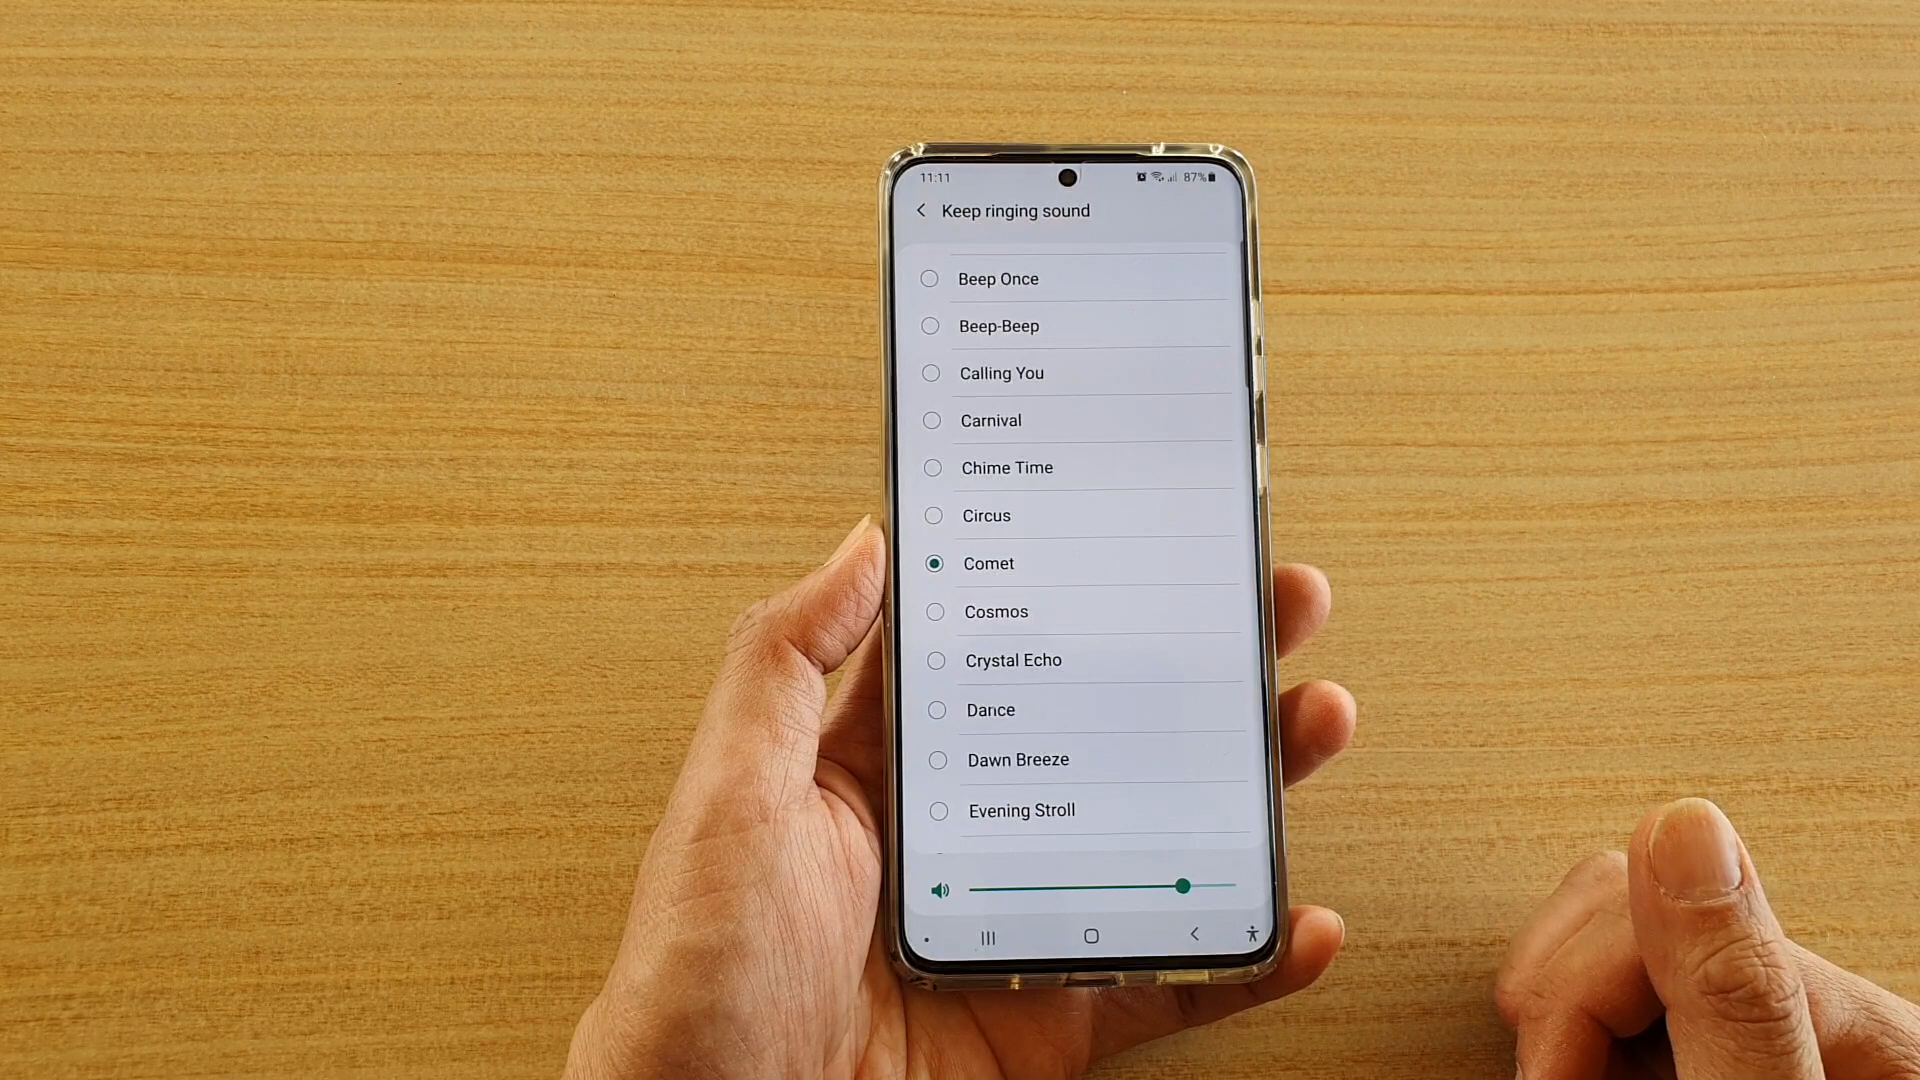 11:11 87%
Keep ringing sound
Beep Once
Beep-Beep
Calling You
Carnival
Chime Time
Circus
Comet
Cosmos
Crystal Echo
Dance
Dawn Breeze
Evening Stroll